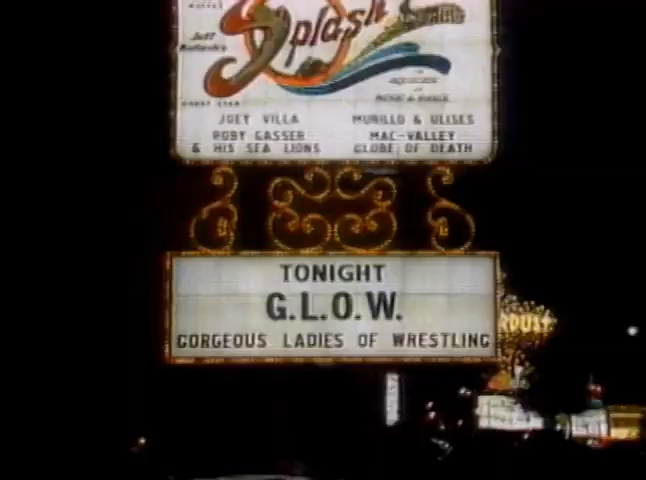 Splash
Jeff
JOEY VILLA
MURILLO & ULISES
ROBY GASSER
& HIS SEA LIONS
MAC-VALLEY
GLOBE OF DEATH
TONIGHT
G.L.O.W.
GORGEOUS LADIES OF WRESTLING